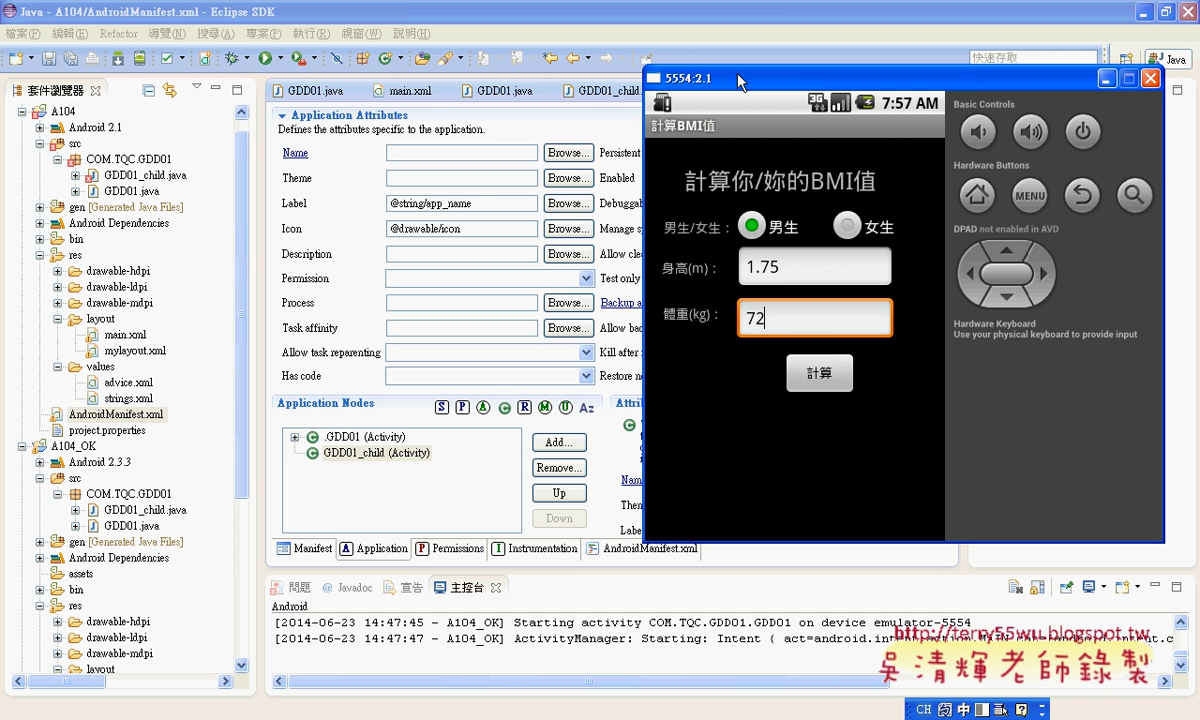 Java - A104/AndroidManifest.xml - Eclipse SDK
檔案(F) 編輯(E) Refactor 導覽(N) 搜尋(A) 專案(P) 執行(R) 視窗(W) 說明(H)
快速存取
Java
套件瀏覽器
A104
Android 2.1
src
COM.TQC.GDD01
GDD01_child.java
GDD01.java
gen [Generated Java Files]
Android Dependencies
bin
res
drawable-hdpi
drawable-ldpi
drawable-mdpi
layout
main.xml
mylayout.xml
values
advice.xml
strings.xml
AndroidManifest.xml
project.properties
A104_OK
Android 2.3.3
src
COM.TQC.GDD01
GDD01_child.java
GDD01.java
gen [Generated Java Files]
Android Dependencies
assets
bin
res
drawable-hdpi
drawable-ldpi
drawable-mdpi
layout
GDD01.java main.xml GDD01.java GDD01_child
Application Attributes
Defines the attributes specific to the application.
Name Browse... Persistent
Theme Browse... Enabled
Label @string/app_name Browse... Debuggab
Icon @drawable/icon Browse... Manage s
Description Browse... Allow clea
Permission Test only
Process Browse... Backup a
Task affinity Browse... Allow bac
Allow task reparenting Kill after
Has code Restore n
Application Nodes
S P A C R M U Az
Attri
.GDD01 (Activity)
GDD01_child (Activity)
Add...
Remove...
Up
Down
Nam
Then
Labe
Manifest A Application P Permissions I Instrumentation AndroidManifest.xml
問題 @ Javadoc 宣告 主控台
Android
[2014-06-23 14:47:45 - A104_OK] Starting activity COM.TQC.GDD01.GDD01 on device emulator-5554
[2014-06-23 14:47:47 - A104_OK] ActivityManager: Starting: Intent { act=android.intent.action.MAIN cat=[android.intent.c
5554:2.1
3G 7:57 AM
計算BMI值
計算你/妳的BMI值
男生/女生： 男生 女生
身高(m)： 1.75
體重(kg)： 72
計算
Basic Controls
Hardware Buttons
MENU
DPAD not enabled in AVD
Hardware Keyboard
Use your physical keyboard to provide input
http://terry55wu.blogspot.tw
吳清輝老師錄製
CH 中